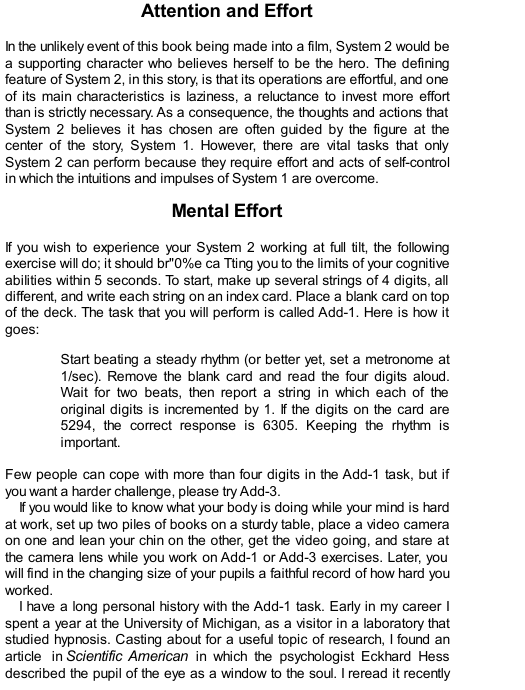 Attention and Effort
In the unlikely event of this book being made into a film, System 2 would be
a supporting character who believes herself to be the hero. The defining
feature of System 2, in this story, is that its operations are effortful, and one
of its main characteristics is laziness, a reluctance to invest more effort
than is strictly necessary. As a consequence, the thoughts and actions that
System 2 believes it has chosen are often guided by the figure at the
center of the story, System 1. However, there are vital tasks that only
System 2 can perform because they require effort and acts of self-control
in which the intuitions and impulses of System 1 are overcome.
Mental Effort
If you wish to experience your System 2 working at full tilt, the following
exercise will do; it should br"0%e ca Tting you to the limits of your cognitive
abilities within 5 seconds. To start, make up several strings of 4 digits, all
different, and write each string on an index card. Place a blank card on top
of the deck. The task that you will perform is called Add-1. Here is how it
goes:
Start beating a steady rhythm (or better yet, set a metronome at
1/sec). Remove the blank card and read the four digits aloud.
Wait for two beats, then report a string in which each of the
original digits is incremented by 1. If the digits on the card are
5294, the correct response is 6305. Keeping the rhythm is
important.
Few people can cope with more than four digits in the Add-1 task, but if
you want a harder challenge, please try Add-3.
If you would like to know what your body is doing while your mind is hard
at work, set up two piles of books on a sturdy table, place a video camera
on one and lean your chin on the other, get the video going, and stare at
the camera lens while you work on Add-1 or Add-3 exercises. Later, you
will find in the changing size of your pupils a faithful record of how hard you
worked.
I have a long personal history with the Add-1 task. Early in my career I
spent a year at the University of Michigan, as a visitor in a laboratory that
studied hypnosis. Casting about for a useful topic of research, I found an
article in Scientific American in which the psychologist Eckhard Hess
described the pupil of the eye as a window to the soul. I reread it recently